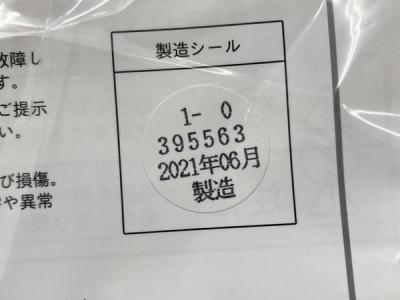 故障し
す。
ご提示
い。
び損傷。
や異常
製造シール
1- 0
395563
2021年06月
製造